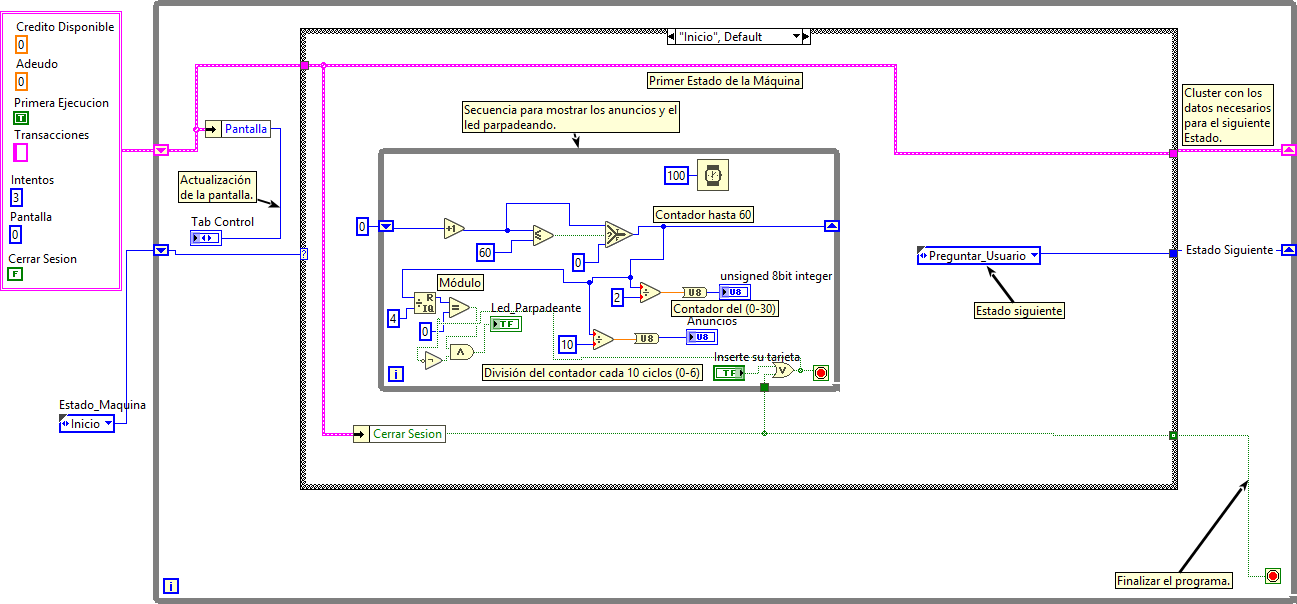 Credito Disponible
0
Adeudo
0
Primera Ejecucion
T
Transacciones
Intentos
3
Pantalla
0
Cerrar Sesion
F
Estado_Maquina
Inicio
Pantalla
Actualización
de la pantalla.
Tab Control
"Inicio", Default
Primer Estado de la Máquina
Secuencia para mostrar los anuncios y el
led parpadeando.
100
0
+1
60
≤
0
Contador hasta 60
?
Módulo
R
IQ
4
0
=
Led_Parpadeante
TF
2
÷
U8
unsigned 8bit integer
U8
Contador del (0-30)
Anuncios
10
÷
U8
U8
Inserte su tarjeta
TF
V
División del contador cada 10 ciclos (0-6)
i
Cerrar Sesion
Preguntar_Usuario
Estado siguiente
Cluster con los
datos necesarios
para el siguiente
Estado.
Estado Siguiente
Finalizar el programa.
i